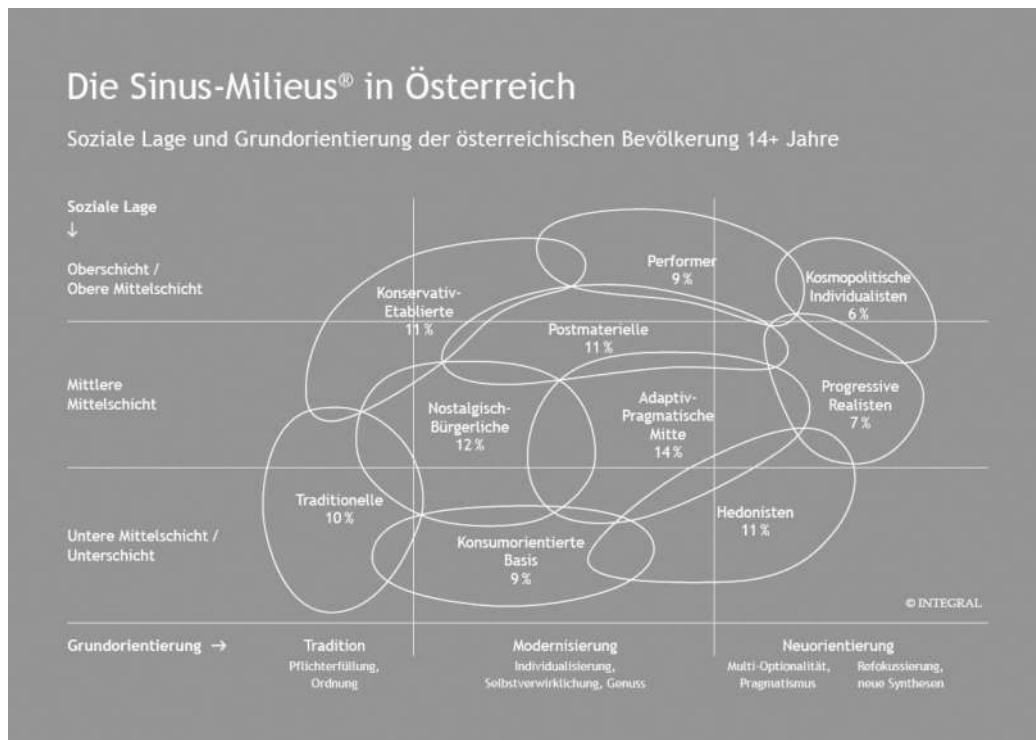 Die Sinus-Milieus® in Österreich
Soziale Lage und Grundorientierung der österreichischen Bevölkerung 14+ Jahre
Soziale Lage
↓
Oberschicht /
Obere Mittelschicht
Mittlere
Mittelschicht
Untere Mittelschicht /
Unterschicht
Konservativ-
Etablierte
11 %
Performer
9 %
Kosmopolitische
Individualisten
6 %
Postmaterielle
11 %
Nostalgisch-
Bürgerliche
12 %
Adaptiv-
Pragmatische
Mitte
14 %
Progressive
Realisten
7 %
Traditionelle
10 %
Konsumorientierte
Basis
9 %
Hedonisten
11 %
© INTEGRAL
Grundorientierung →
Tradition
Pflichterfüllung,
Ordnung
Modernisierung
Individualisierung,
Selbstverwirklichung, Genuss
Neuorientierung
Multi-Optionalität,
Pragmatismus
Refokussierung,
neue Synthesen